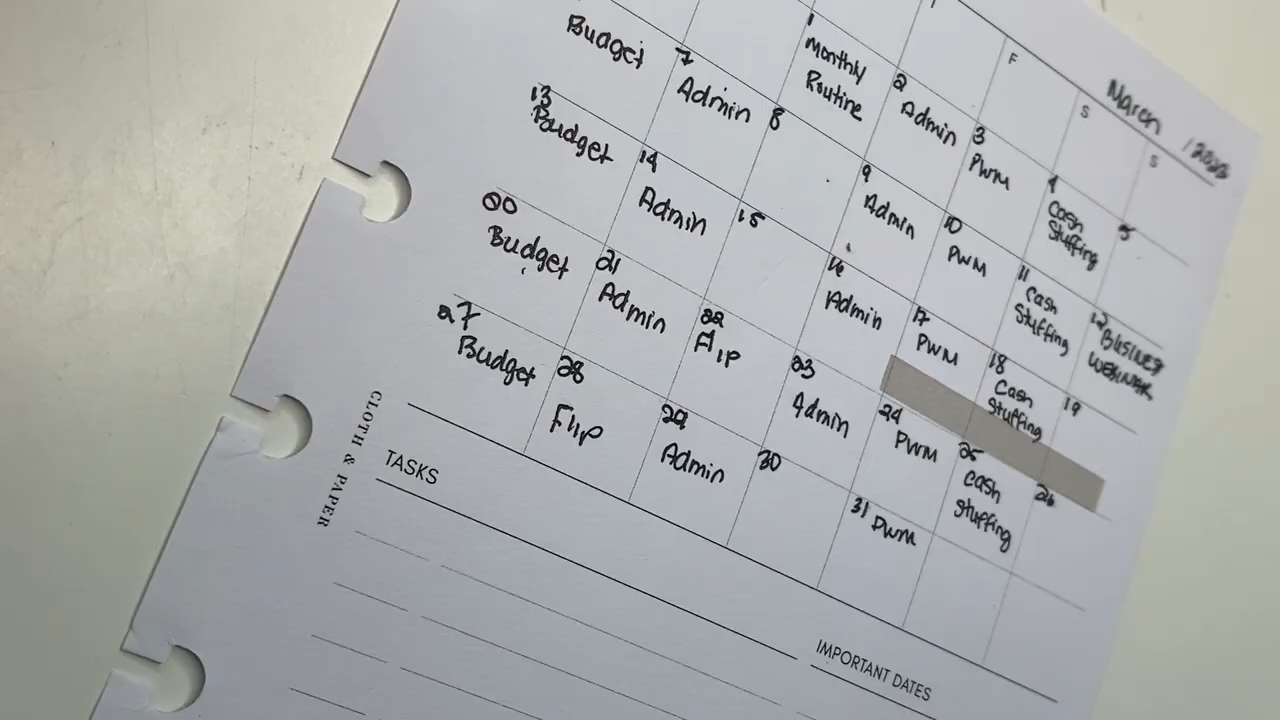 March
F
S
S
1
Monthly
Routine
2
Admin
3
PWM
4
Cash
Stuffing
5
Budget
7
Admin
8
9
Admin
10
PWM
11
Cash
Stuffing
12
BUSINES
WEBINAR
13
Budget
14
Admin
15
16
Admin
17
PWM
18
Cash
Stuffing
19
20
Budget
21
Admin
22
Flip
23
Admin
24
PWM
25
Cash
Stuffing
26
27
Budget
28
Flip
29
Admin
30
31
PWM
CLOTH & PAPER
TASKS
IMPORTANT DATES